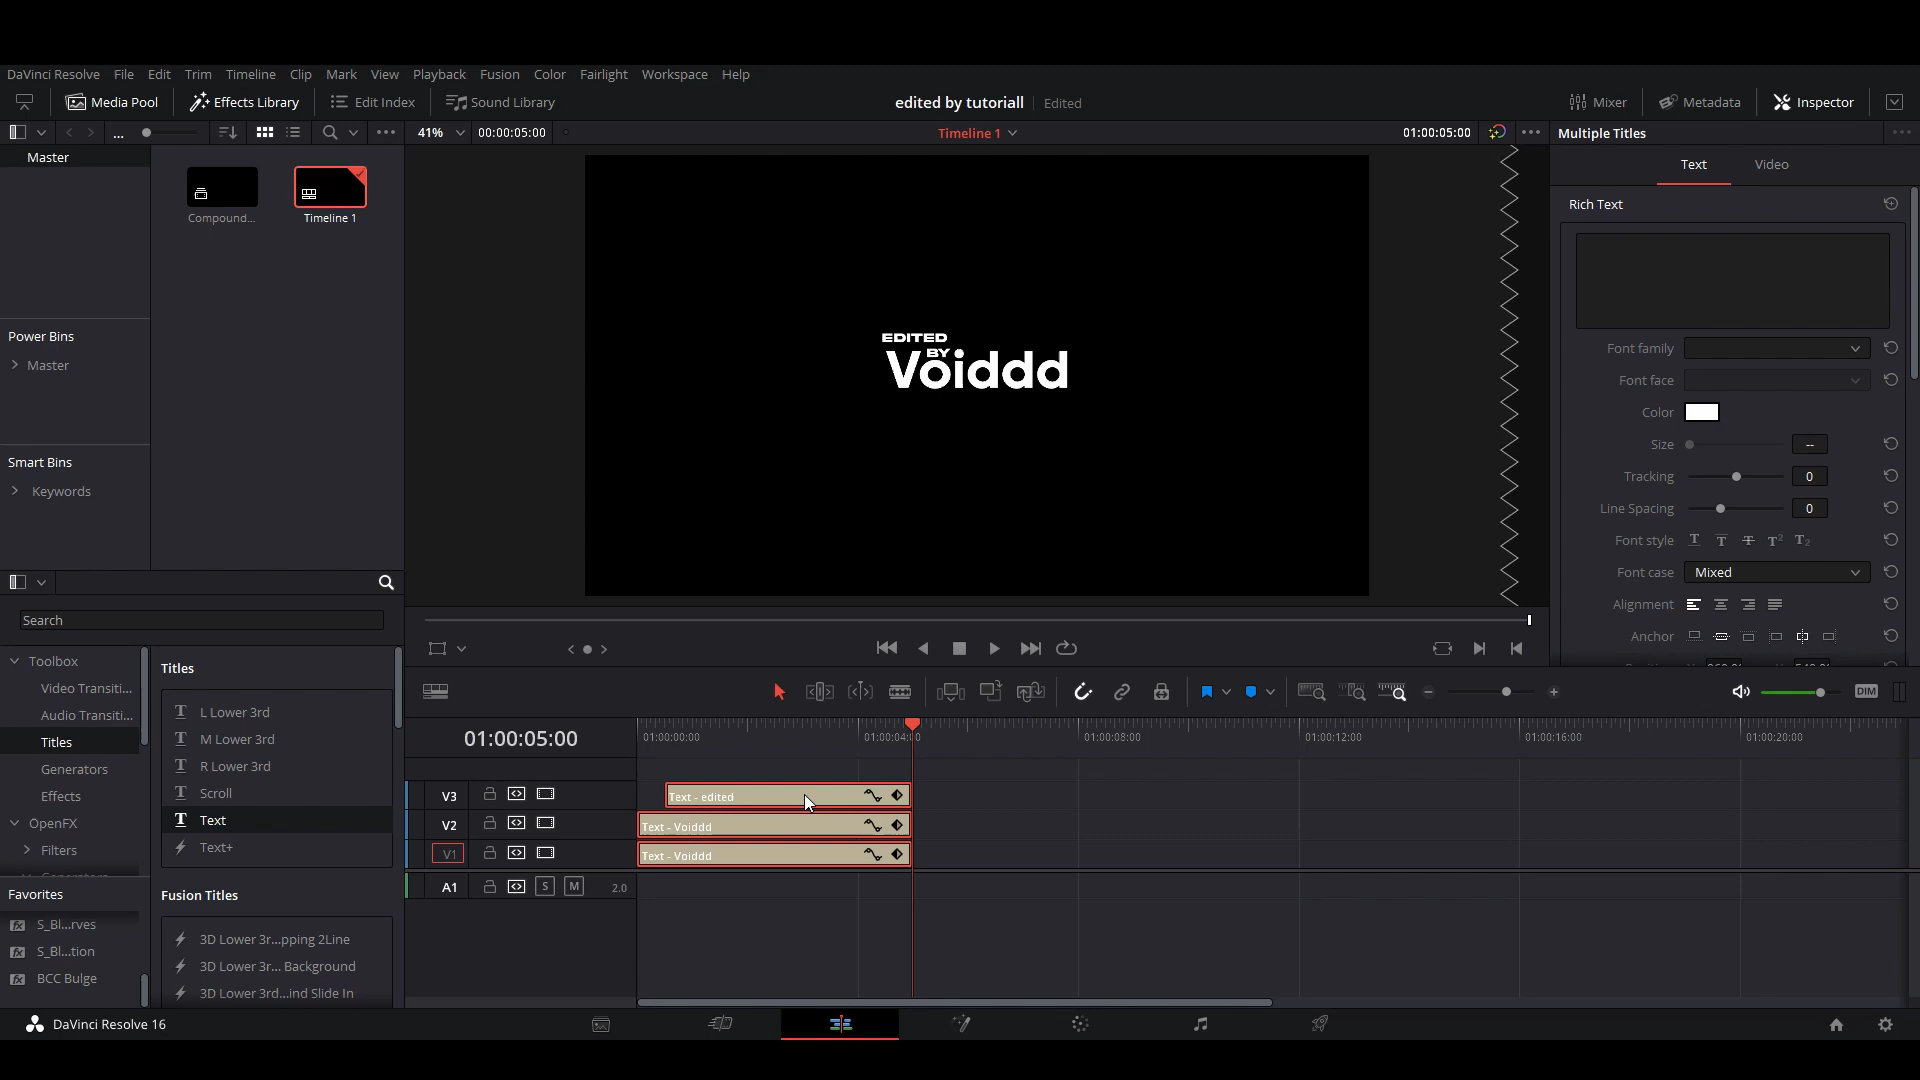 DaVinci Resolve File Edit Trim Timeline Clip Mark View Playback Fusion Color Fairlight Workspace Help
Media Pool Effects Library Edit Index Sound Library edited by tutoriall Edited Mixer Metadata Inspector
... 41% 00:00:05:00 Timeline 1 01:00:05:00 Multiple Titles
Master
Compound...
Timeline 1
Power Bins
Master
Smart Bins
Keywords
EDITED
BY
Voiddd
Text Video
Rich Text
Font family
Font face
Color
Size --
Tracking 0
Line Spacing 0
Font style T T T T2 T2
Font case Mixed
Alignment
Anchor
Search
Toolbox
Video Transiti...
Audio Transiti...
Titles
Generators
Effects
OpenFX
Filters
Favorites
S_Bl...rves
S_Bl...tion
BCC Bulge
Titles
L Lower 3rd
M Lower 3rd
R Lower 3rd
Scroll
Text
Text+
Fusion Titles
3D Lower 3r...pping 2Line
3D Lower 3r... Background
3D Lower 3rd...ind Slide In
DIM
01:00:05:00
01:00:00:00 01:00:04:00 01:00:08:00 01:00:12:00 01:00:16:00 01:00:20:00
V3 Text - edited
V2 Text - Voiddd
V1 Text - Voiddd
A1 S M 2.0
DaVinci Resolve 16